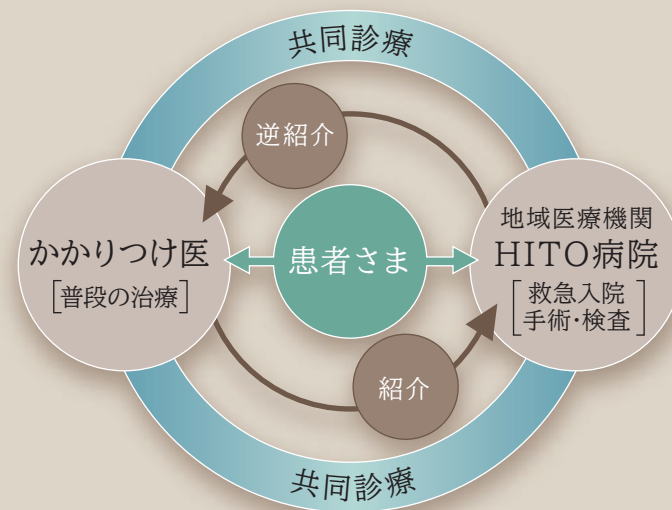 共同診療
逆紹介
かかりつけ医
[普段の治療]
患者さま
地域医療機関
HITO病院
[救急入院
手術・検査]
紹介
共同診療